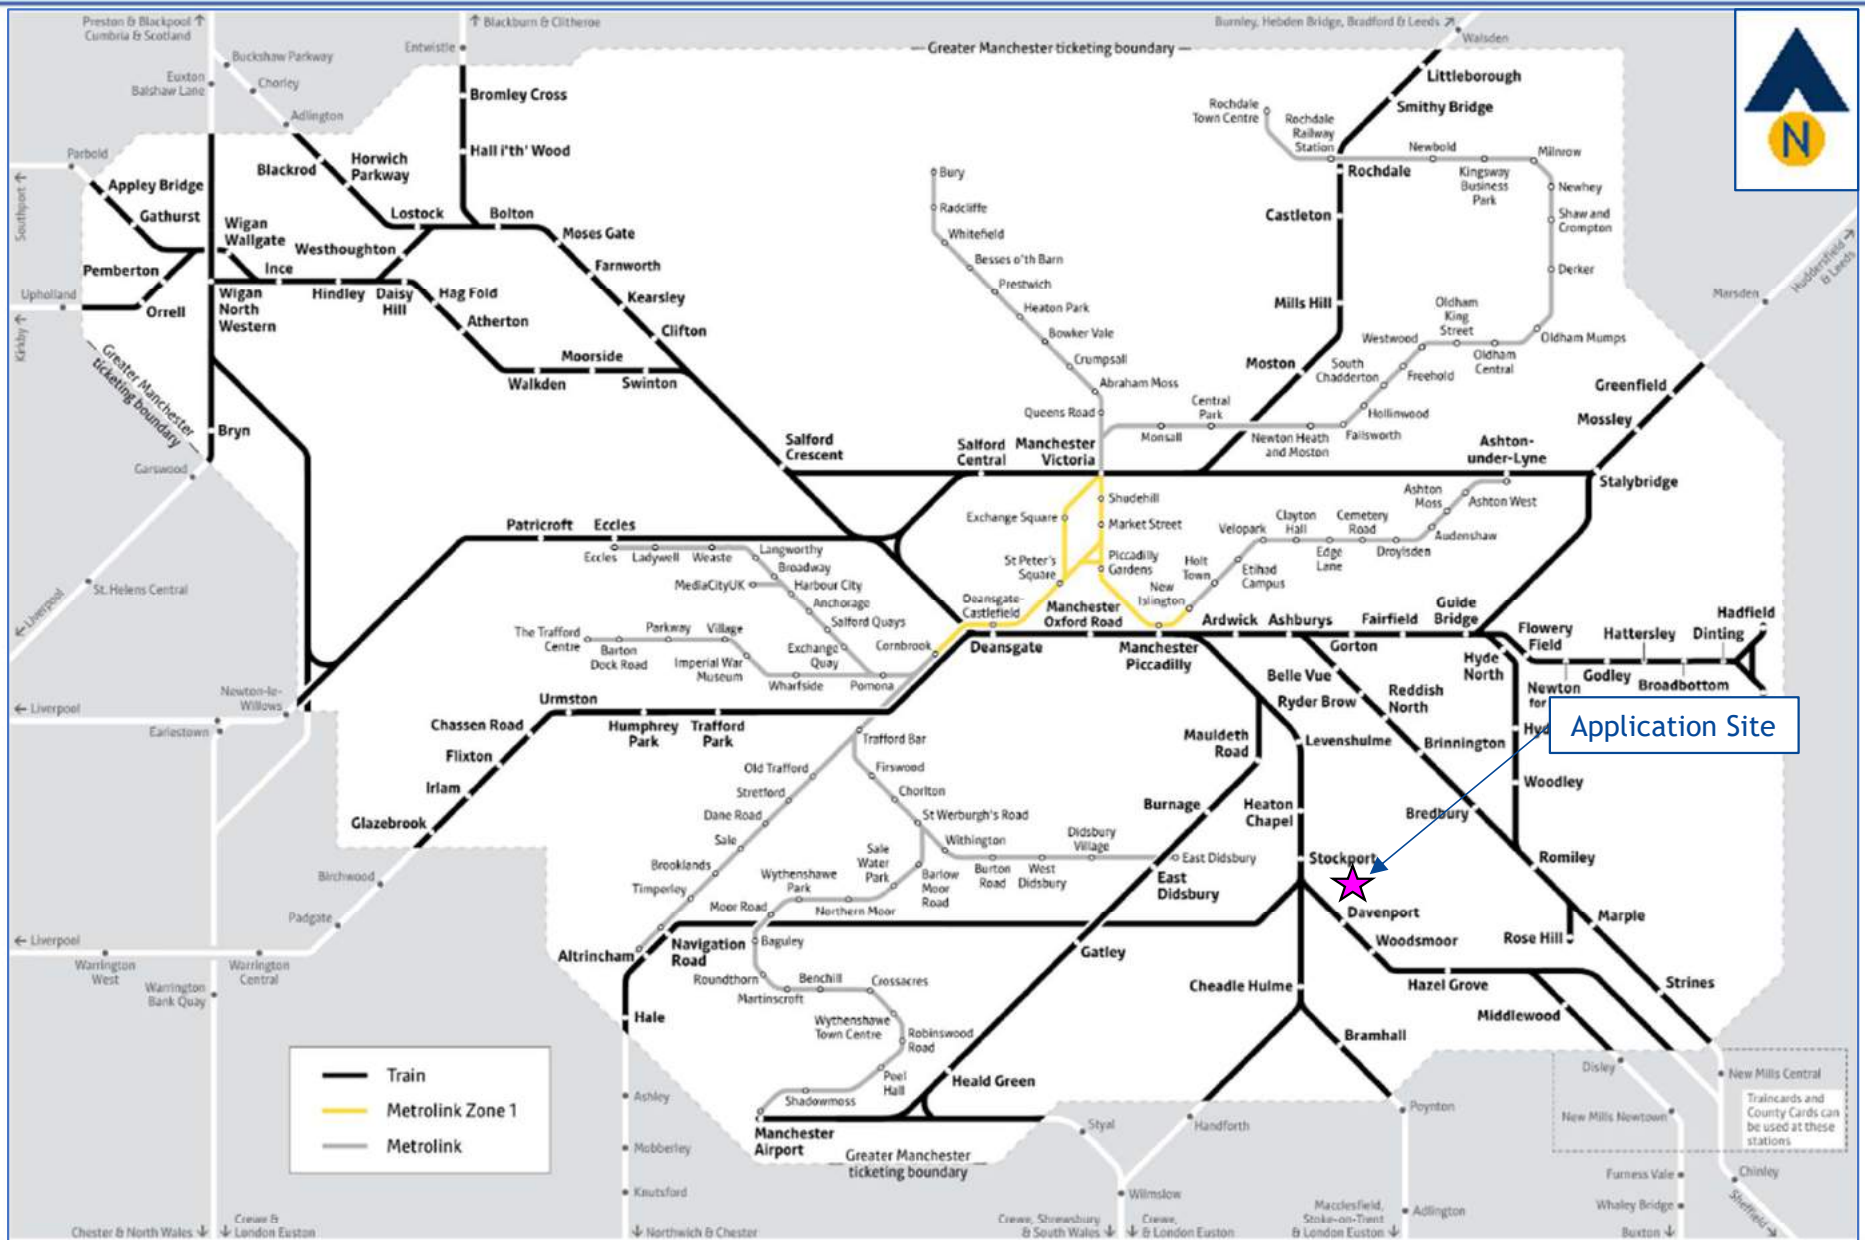 Preston & Blackpool ↑
Cumbria & Scotland
↑ Blackburn & Clitheroe
Burnley, Hebden Bridge, Bradford & Leeds ↗
Walsden
Buckshaw Parkway
Entwistle
Greater Manchester ticketing boundary
Euxton
Balshaw Lane
Chorley
Adlington
Bromley Cross
Hall i'th' Wood
Littleborough
Smithy Bridge
N
Rochdale
Town Centre
Rochdale
Railway
Station
Rochdale
Newbold
Kingsway
Business
Park
Milnrow
Newhey
Shaw and
Crompton
Derker
Oldham Mumps
Oldham
King
Street
Oldham
Central
Westwood
Freehold
South
Chadderton
Hollinwood
Failsworth
Newton Heath
and Moston
Central
Park
Monsall
Castleton
Mills Hill
Moston
Parbold
Southport ↑
Appley Bridge
Gathurst
Blackrod
Horwich
Parkway
Lostock
Bolton
Wigan
Wallgate
Westhoughton
Pemberton
Ince
Upholland
Kirkby ↑
Orrell
Wigan
North
Western
Hindley
Daisy
Hill
Hag Fold
Atherton
Walkden
Moorside
Swinton
Moses Gate
Farnworth
Kearsley
Clifton
Greater Manchester
ticketing boundary
Bryn
Garswood
St. Helens Central
← Liverpool
Bury
Radcliffe
Whitefield
Besses o'th Barn
Prestwich
Heaton Park
Bowker Vale
Crumpsall
Abraham Moss
Queens Road
Marsden
Huddersfield
& Leeds ↗
Greenfield
Mossley
Stalybridge
Ashton-
under-Lyne
Salford
Crescent
Salford
Central
Manchester
Victoria
Exchange Square
Shudehill
Market Street
St Peter's
Square
Piccadilly
Gardens
New
Islington
Holt
Town
Etihad
Campus
Velopark
Clayton
Hall
Edge
Lane
Cemetery
Road
Droylsden
Audenshaw
Ashton
Moss
Ashton West
Patricroft
Eccles
Eccles
Ladywell
Weaste
Langworthy
Broadway
MediaCityUK
Harbour City
Anchorage
Salford Quays
Exchange
Quay
The Trafford
Centre
Barton
Dock Road
Parkway
Village
Imperial War
Museum
Wharfside
Pomona
Cornbrook
Deansgate-
Castlefield
Deansgate
Manchester
Oxford Road
Manchester
Piccadilly
Ardwick
Ashburys
Gorton
Fairfield
Guide
Bridge
Flowery
Field
Hattersley
Dinting
Hadfield
Hyde
North
Newton
for
Godley
Broadbottom
Application Site
Belle Vue
Ryder Brow
Reddish
North
Brinnington
Bredbury
Woodley
Romiley
Newton-le-
Willows
← Liverpool
Earlestown
Urmston
Chassen Road
Humphrey
Park
Trafford
Park
Flixton
Irlam
Glazebrook
Birchwood
Padgate
← Liverpool
Warrington
West
Warrington
Central
Warrington
Bank Quay
Trafford Bar
Old Trafford
Stretford
Dane Road
Sale
Brooklands
Timperley
Firswood
Chorlton
St Werburgh's Road
Withington
Burton
Road
West
Didsbury
Didsbury
Village
East Didsbury
Sale
Water
Park
Barlow
Moor
Road
Wythenshawe
Park
Northern Moor
Moor Road
Baguley
Roundthorn
Martinscroft
Benchill
Crossacres
Wythenshawe
Town Centre
Robinswood
Road
Peel
Hall
Shadowmoss
Mauldeth
Road
Burnage
Levenshulme
Heaton
Chapel
Stockport
East
Didsbury
Davenport
Woodsmoor
Hazel Grove
Middlewood
Rose Hill
Marple
Strines
Altrincham
Navigation
Road
Hale
Gatley
Cheadle Hulme
Bramhall
Heald Green
Manchester
Airport
Greater Manchester
ticketing boundary
Train
Metrolink Zone 1
Metrolink
Ashley
Mobberley
Knutsford
Styal
Handforth
Poynton
Wilmslow
Adlington
Disley
New Mills Newtown
New Mills Central
Traincards and
County Cards can
be used at these
stations
Furness Vale
Whaley Bridge
Buxton ↓
Chinley
Sheffield
Chester & North Wales ↓
↓ Crewe &
London Euston
↓ Northwich & Chester
Crewe, Shrewsbury
& South Wales ↓
Crewe,
↓ & London Euston
Macclesfield,
Stoke-on-Trent
& London Euston ↓